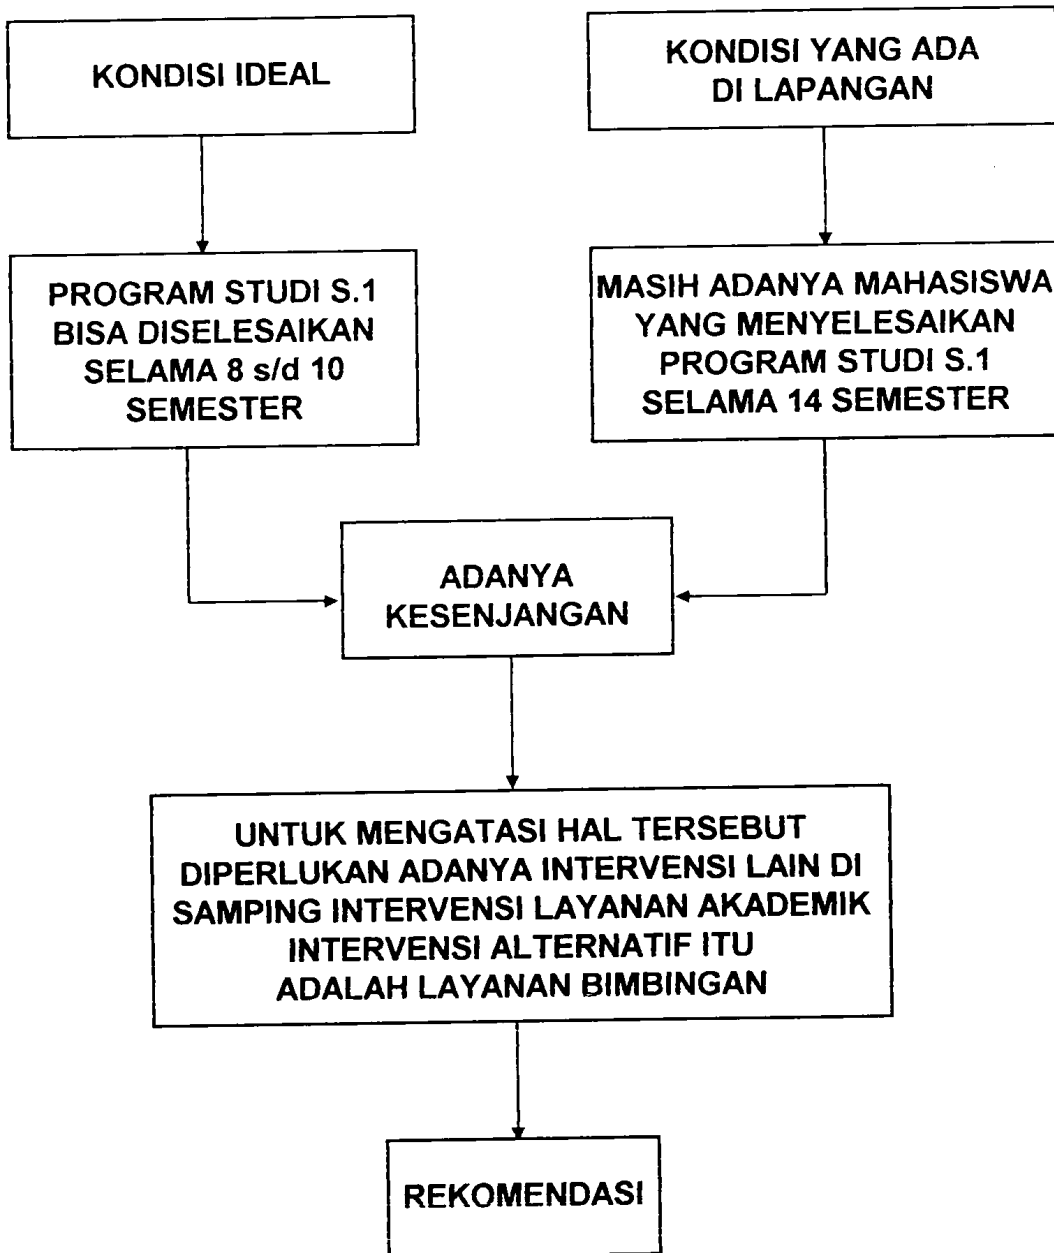 KONDISI IDEAL
KONDISI YANG ADA
DI LAPANGAN
PROGRAM STUDI S.1
BISA DISELESAIKAN
SELAMA 8 s/d 10
SEMESTER
MASIH ADANYA MAHASISWA
YANG MENYELESAIKAN
PROGRAM STUDI S.1
SELAMA 14 SEMESTER
ADANYA
KESENJANGAN
UNTUK MENGATASI HAL TERSEBUT
DIPERLUKAN ADANYA INTERVENSI LAIN DI
SAMPING INTERVENSI LAYANAN AKADEMIK
INTERVENSI ALTERNATIF ITU
ADALAH LAYANAN BIMBINGAN
REKOMENDASI